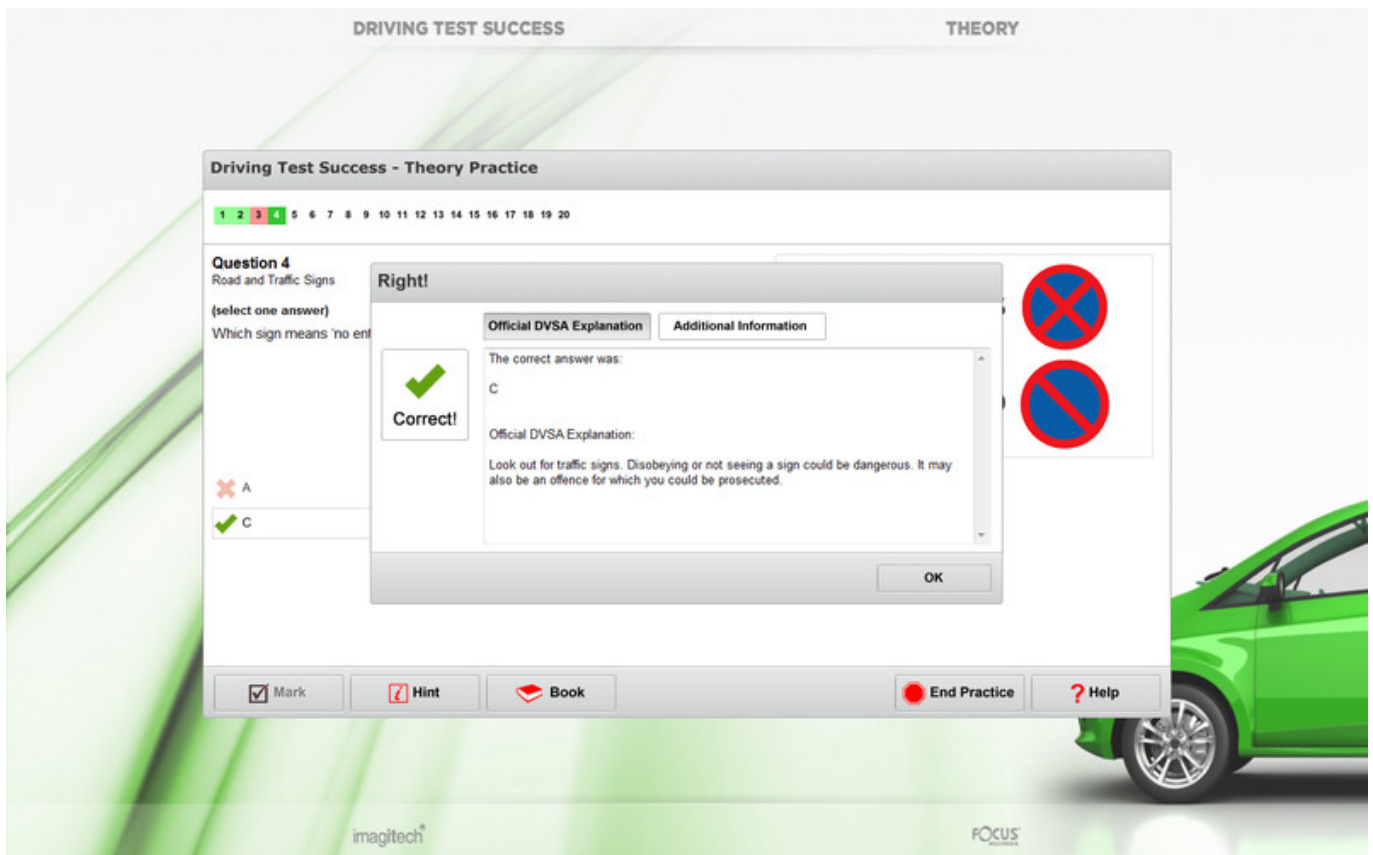 DRIVING TEST SUCCESS THEORY
Driving Test Success - Theory Practice
1 2 3 4 5 6 7 8 9 10 11 12 13 14 15 16 17 18 19 20
Question 4
Road and Traffic Signs
(select one answer)
Which sign means 'no
Right!
Official DVSA Explanation Additional Information
Correct!
The correct answer was:
C
Official DVSA Explanation:
Look out for traffic signs. Disobeying or not seeing a sign could be dangerous. It may
also be an offence for which you could be prosecuted.
A
C
OK
Mark Hint Book End Practice ? Help
imagitech FOCUS